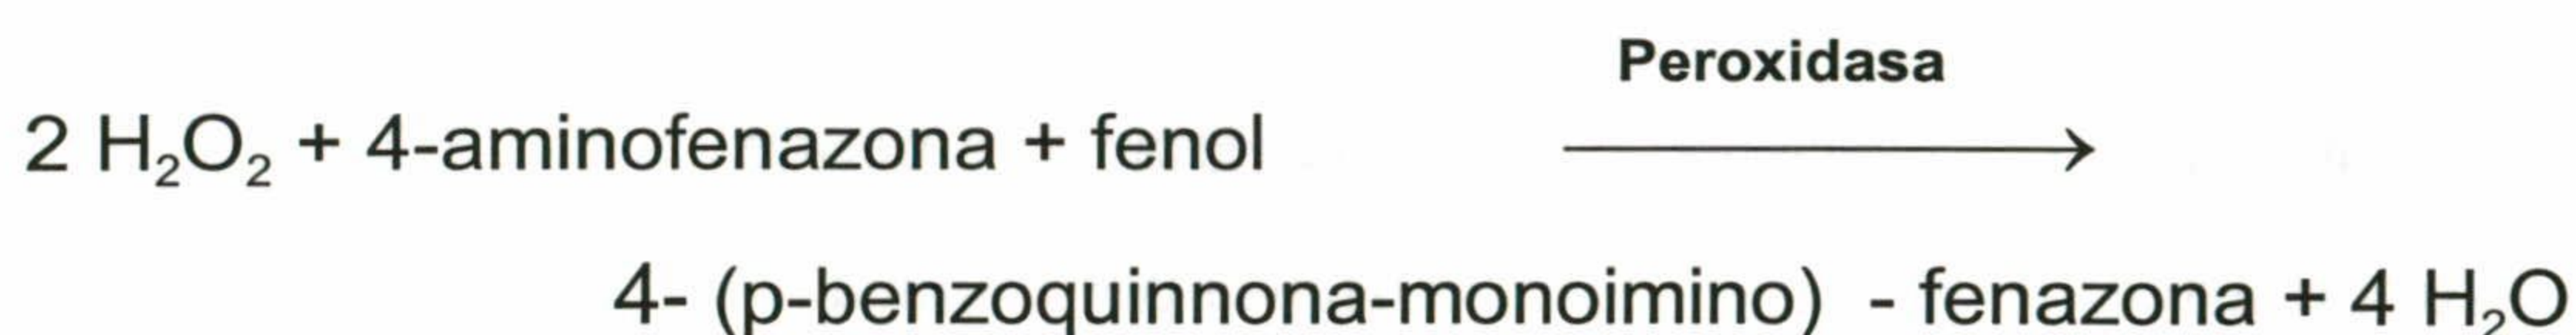 Peroxidasa
2 H₂O₂ + 4-aminofenazona + fenol ⟶
4- (p-benzoquinnona-monoimino) - fenazona + 4 H₂O